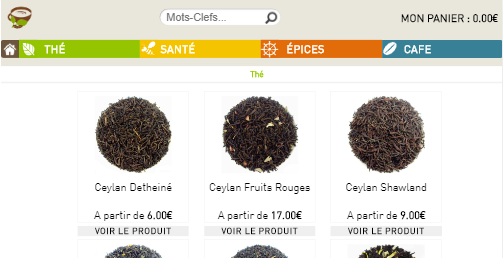 Mots-Clefs...
MON PANIER : 0.00€
THÉ SANTÉ ÉPICES CAFE
Thé
Ceylan Detheiné Ceylan Fruits Rouges Ceylan Shawland
A partir de 6.00€ A partir de 17.00€ A partir de 9.00€
VOIR LE PRODUIT VOIR LE PRODUIT VOIR LE PRODUIT